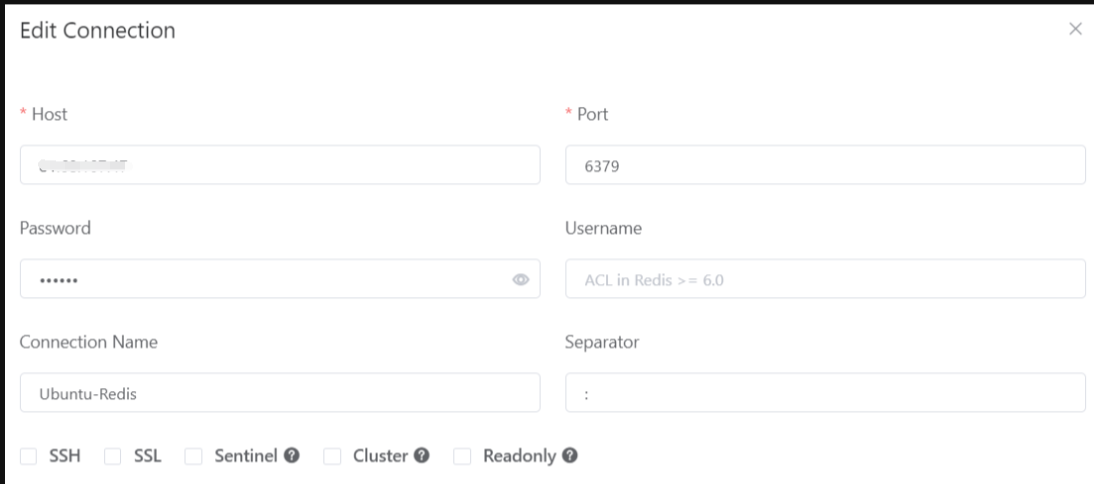 Edit Connection
* Host
* Port
6379
Password
Username
••••••
ACL in Redis >= 6.0
Connection Name
Separator
Ubuntu-Redis
:
SSH SSL Sentinel Cluster Readonly